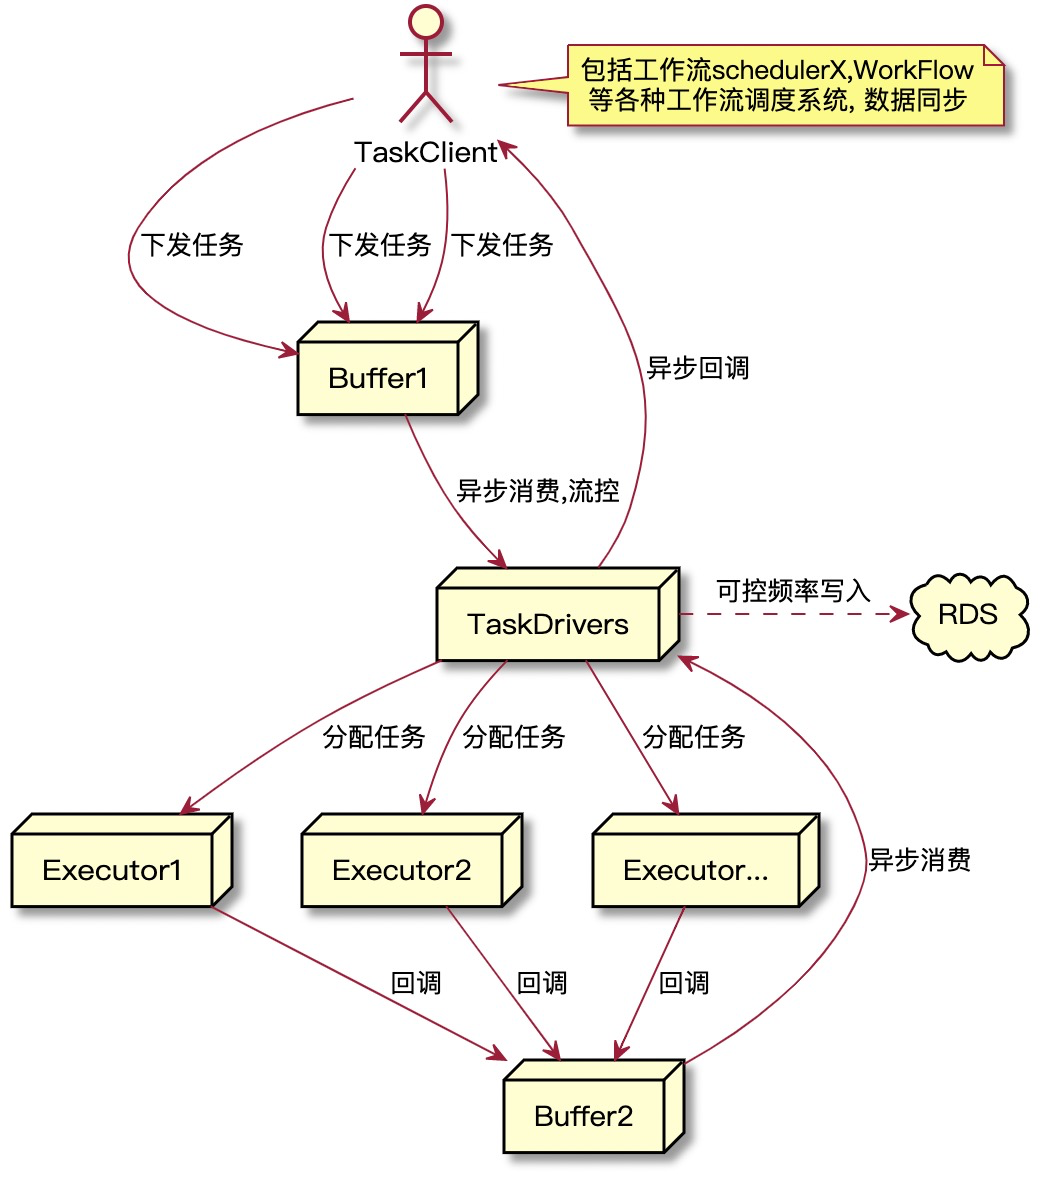 包括工作流schedulerX,WorkFlow
等各种工作流调度系统, 数据同步
TaskClient
下发任务
下发任务
下发任务
Buffer1
异步回调
异步消费,流控
TaskDrivers
可控频率写入
RDS
分配任务
分配任务
分配任务
Executor1
Executor2
Executor...
异步消费
回调
回调
回调
Buffer2